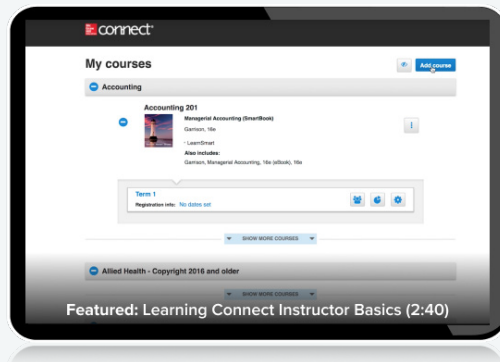 connect
My courses
Add course
Accounting
Accounting 201
Managerial Accounting (SmartBook)
Garrison, 16e
· LearnSmart
Also includes:
Garrison, Managerial Accounting, 16e (eBook), 16e
Term 1
Registration info: No dates set
SHOW MORE COURSES
Allied Health - Copyright 2016 and older
SHOW MORE COURSES
Featured: Learning Connect Instructor Basics (2:40)